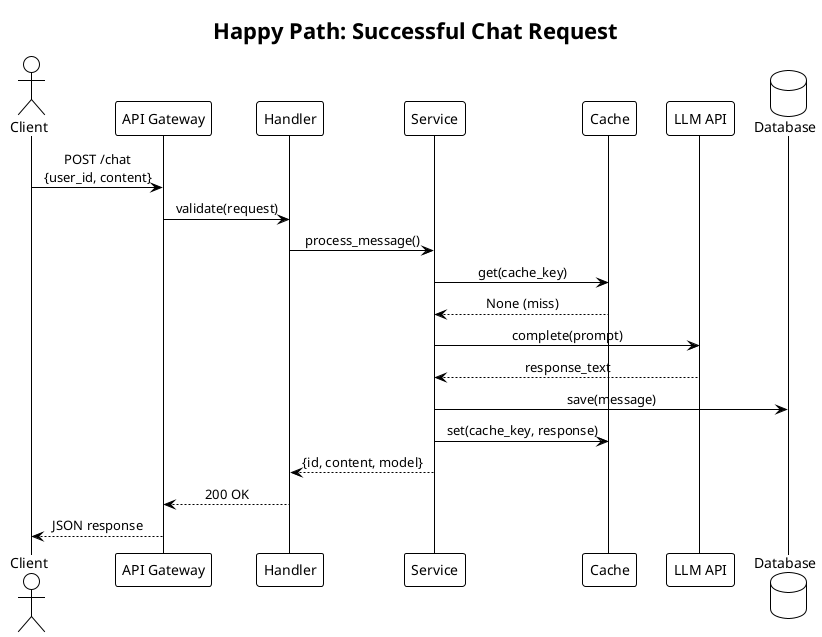 Happy Path: Successful Chat Request
Client
API Gateway
Handler
Service
Cache
LLM API
Database
POST /chat
{user_id, content}
validate(request)
process_message()
get(cache_key)
None (miss)
complete(prompt)
response_text
save(message)
set(cache_key, response)
{id, content, model}
200 OK
JSON response
Client
API Gateway
Handler
Service
Cache
LLM API
Database